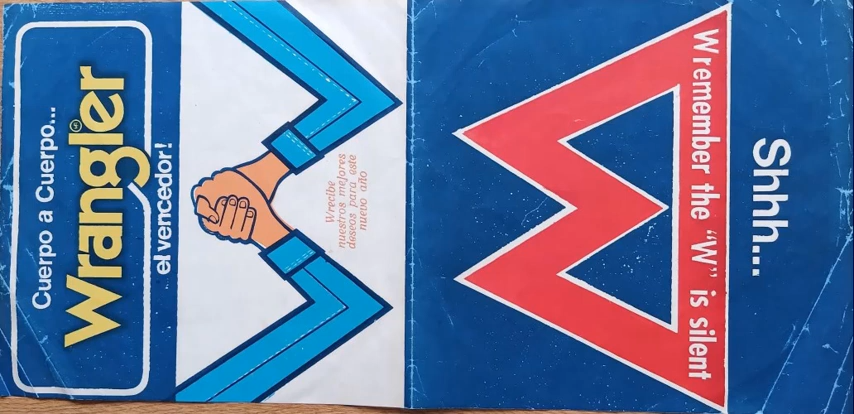 Cuerpo a Cuerpo...
Wrangler
el vencedor!
Wrecibe
nuestros mejores
deseos para este
nuevo año
Shhh...
Wremember the “W” is silent